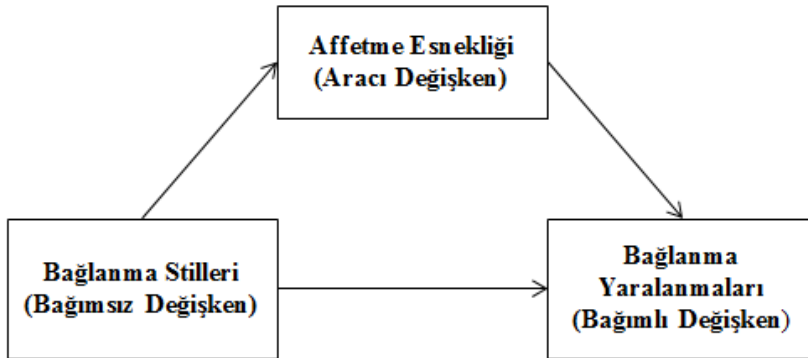 Affetme Esnekliği
(Aracı Değişken)
Bağlanma Stilleri
(Bağımsız Değişken)
Bağlanma
Yaralanmaları
(Bağımlı Değişken)